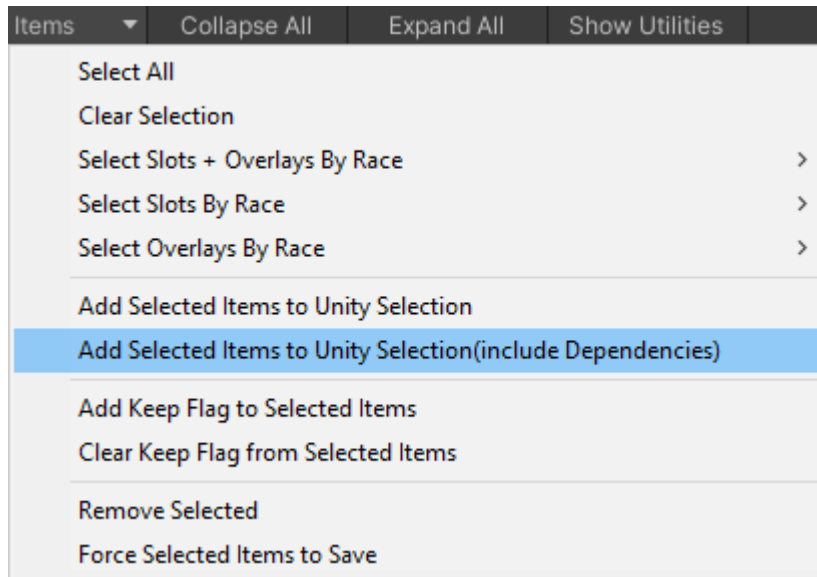 Items Collapse All Expand All Show Utilities
Select All
Clear Selection
Select Slots + Overlays By Race
Select Slots By Race
Select Overlays By Race
Add Selected Items to Unity Selection
Add Selected Items to Unity Selection(include Dependencies)
Add Keep Flag to Selected Items
Clear Keep Flag from Selected Items
Remove Selected
Force Selected Items to Save